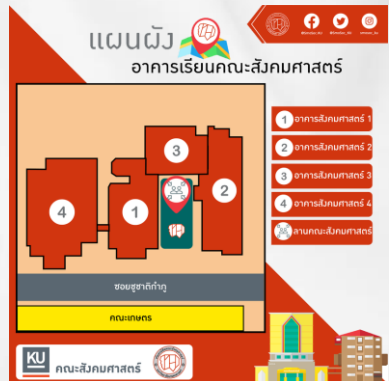 แผนผัง
อาคารเรียนคณะสังคมศาสตร์
3
1
2
4
1 อาคารสังคมศาสตร์ 1
2 อาคารสังคมศาสตร์ 2
3 อาคารสังคมศาสตร์ 3
4 อาคารสังคมศาสตร์ 4
ลานคณะสังคมศาสตร์
ซอยชูชาติกำภู
คณะเกษตร
KU
คณะสังคมศาสตร์